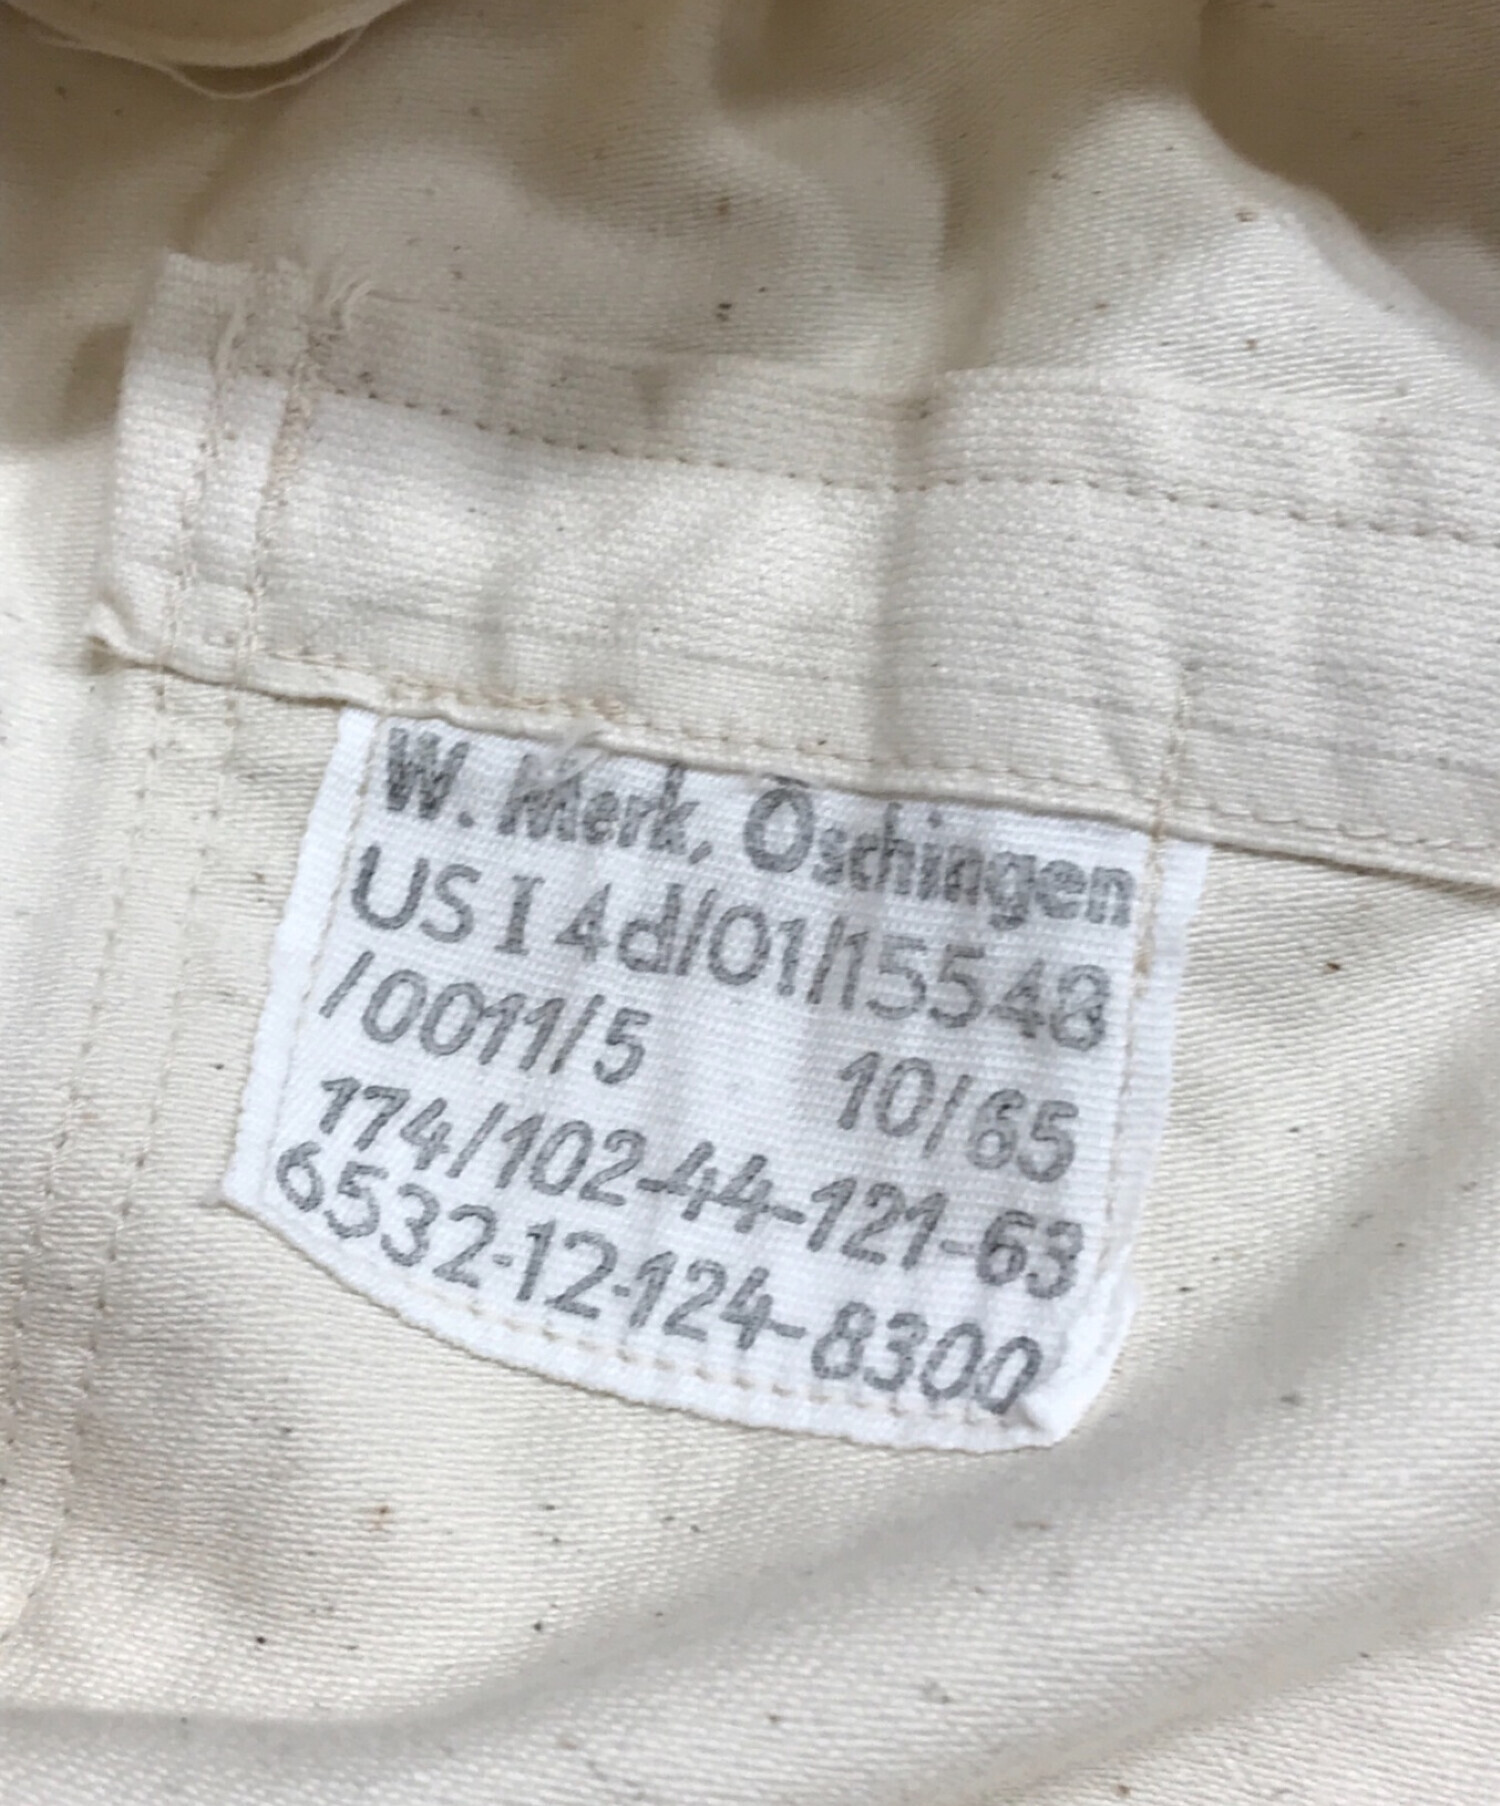 W. Merk, Öschingen
US I 4d/01/15548
/0011/5 10/65
174/102-44-121-63
6532-12-124-8300